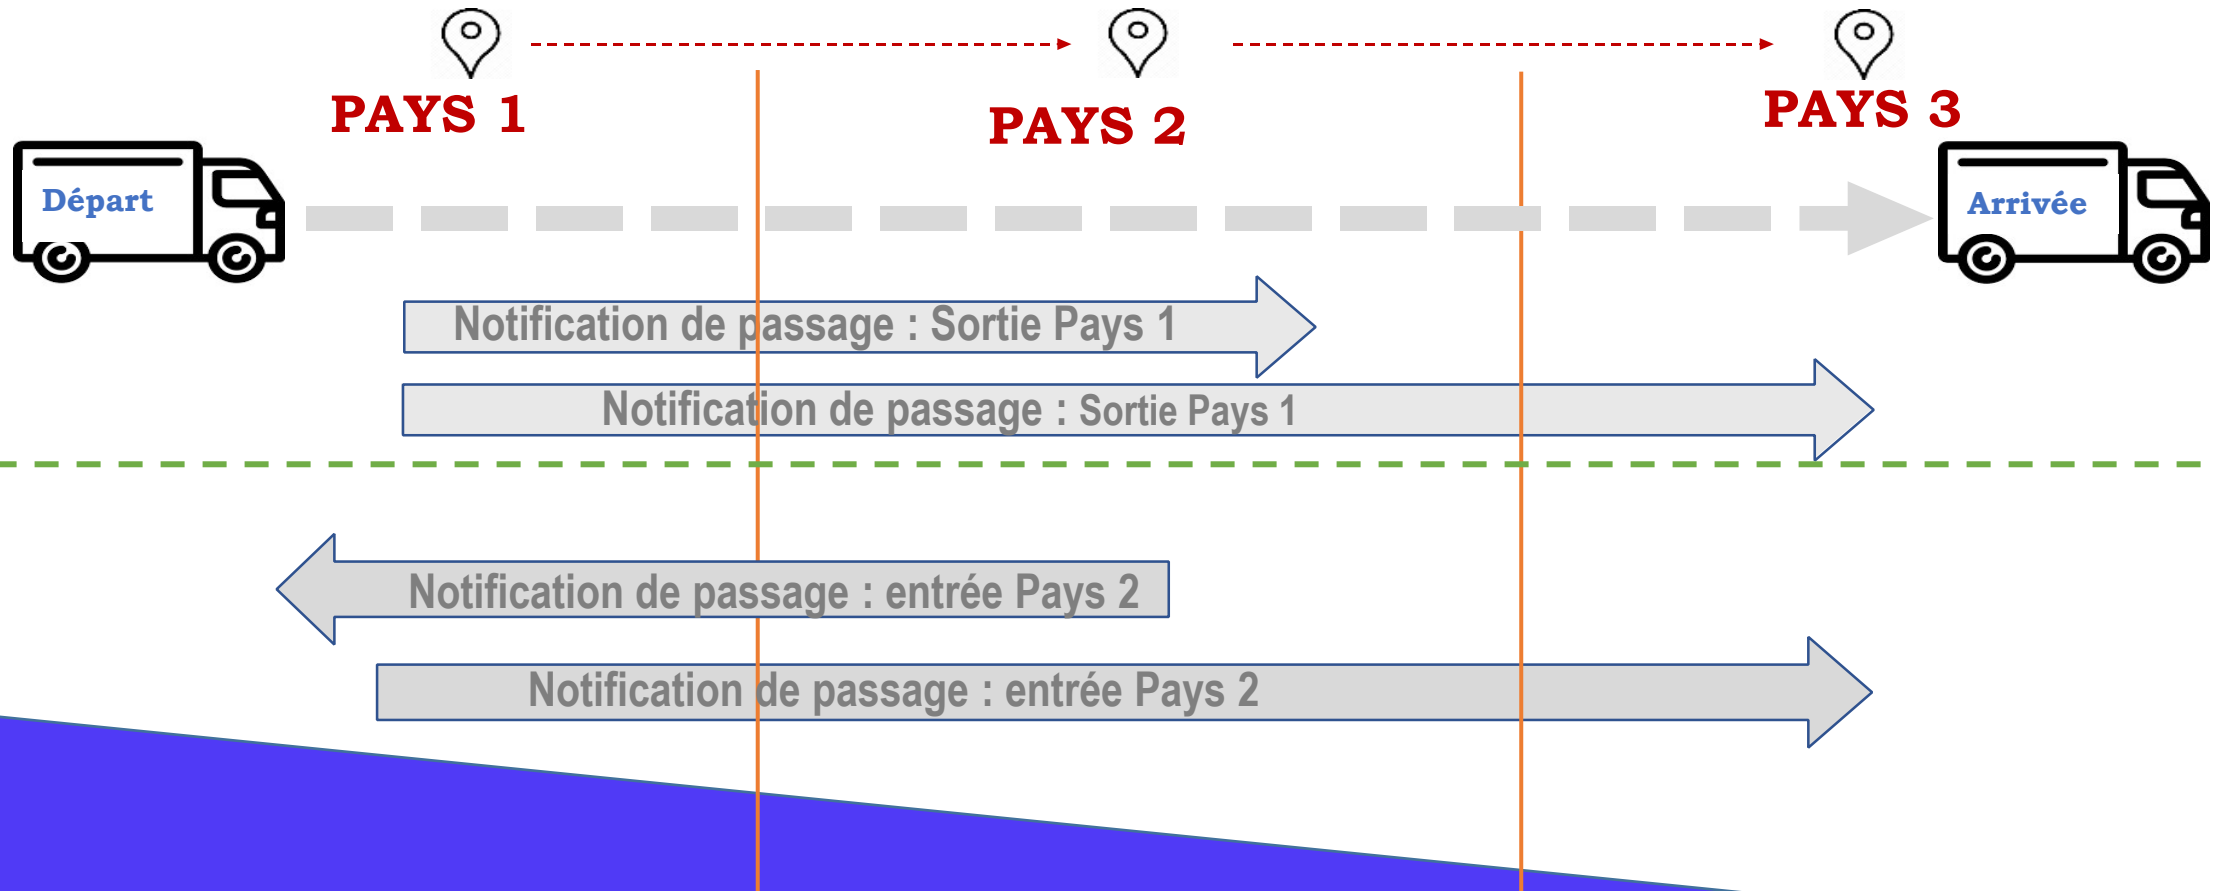 PAYS 1
PAYS 2
PAYS 3
Départ
Arrivée
Notification de passage : Sortie Pays 1
Notification de passage : Sortie Pays 1
Notification de passage : entrée Pays 2
Notification de passage : entrée Pays 2